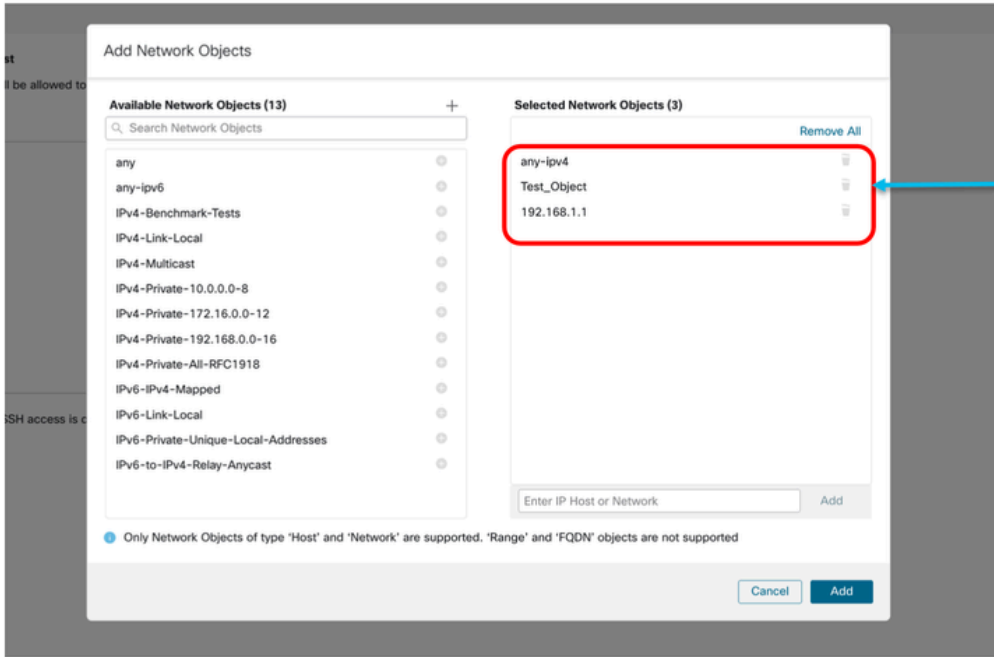 Add Network Objects
st
ll be allowed to
Available Network Objects (13)
Search Network Objects
any
any-ipv6
IPv4-Benchmark-Tests
IPv4-Link-Local
IPv4-Multicast
IPv4-Private-10.0.0.0-8
IPv4-Private-172.16.0.0-12
IPv4-Private-192.168.0.0-16
IPv4-Private-All-RFC1918
IPv6-IPv4-Mapped
IPv6-Link-Local
IPv6-Private-Unique-Local-Addresses
IPv6-to-IPv4-Relay-Anycast
SSH access is c
Selected Network Objects (3)
Remove All
any-ipv4
Test_Object
192.168.1.1
Enter IP Host or Network
Add
Only Network Objects of type 'Host' and 'Network' are supported. 'Range' and 'FQDN' objects are not supported
Cancel
Add